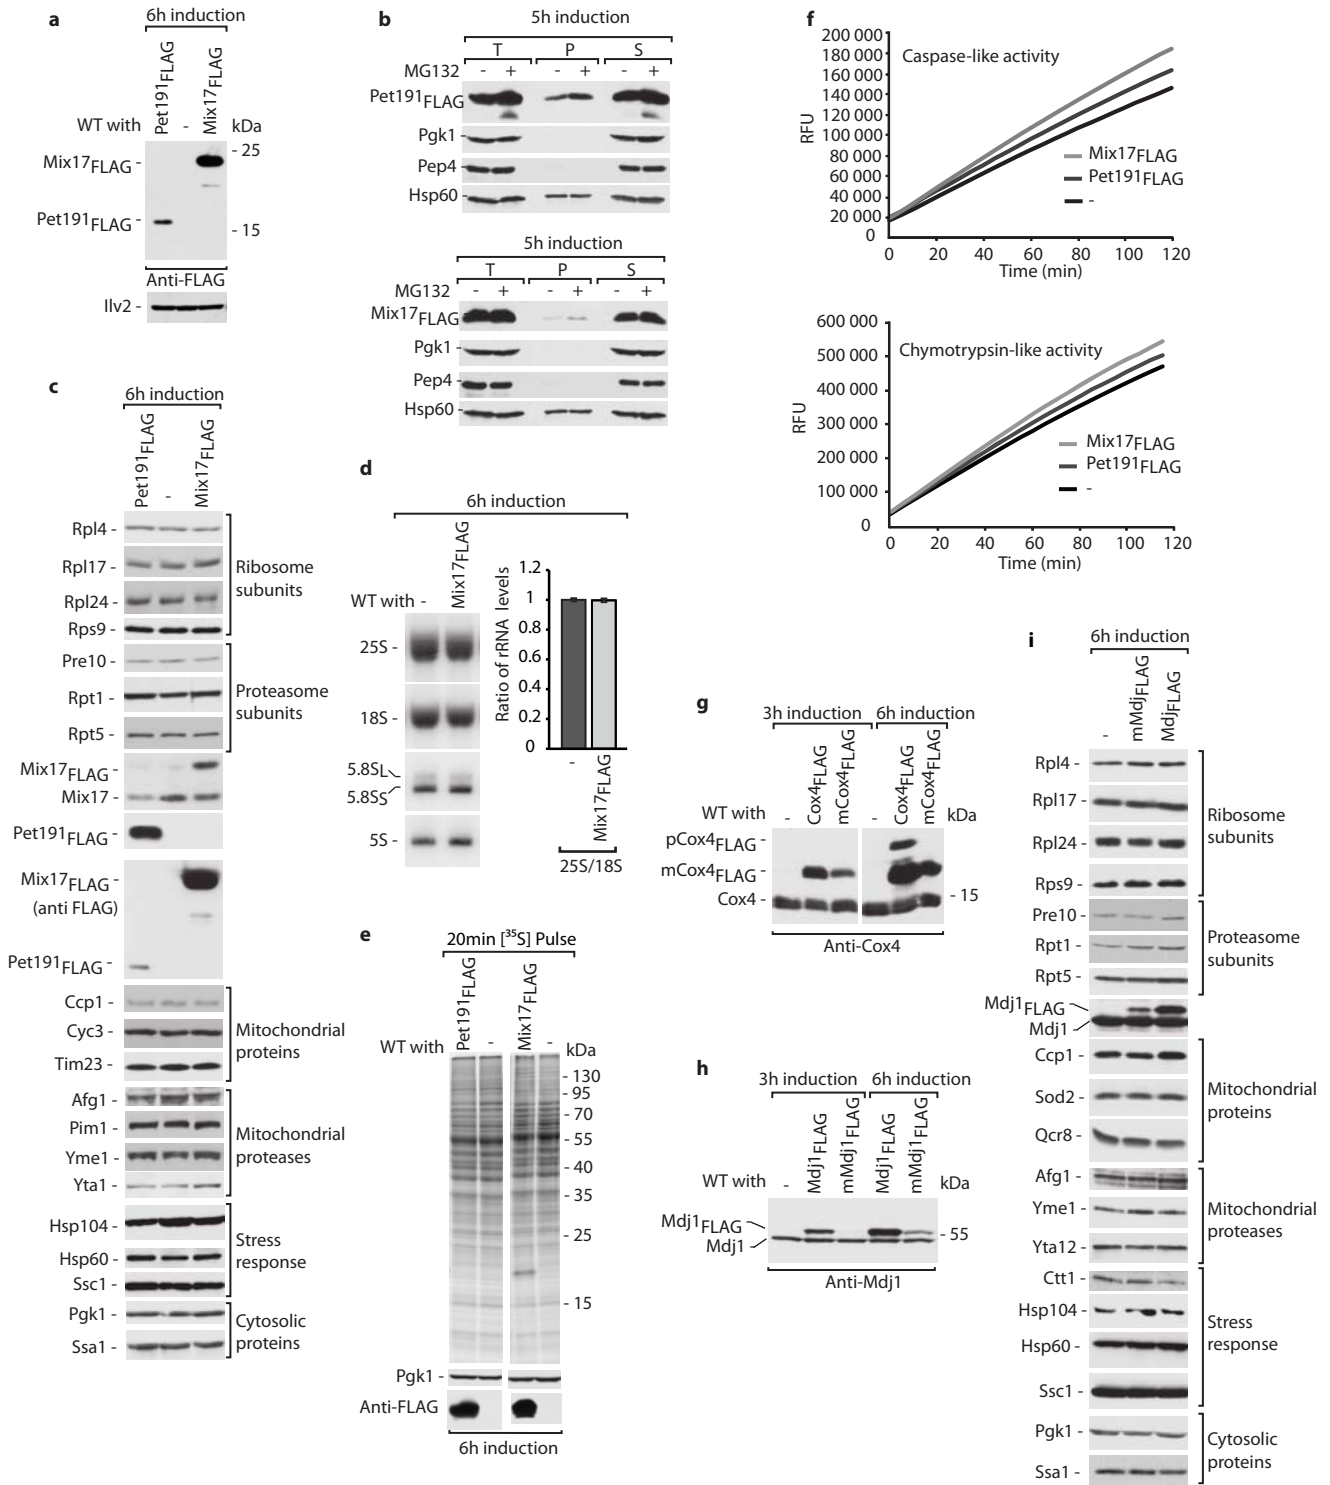 a
6h induction
Pet191FLAG
-
Mix17FLAG
WT with
kDa
Mix17FLAG -
- 25
Pet191FLAG -
- 15
Anti-FLAG
Ilv2 -
b
5h induction
T P S
MG132 - + - + - +
Pet191FLAG
Pgk1 -
Pep4 -
Hsp60 -
5h induction
T P S
MG132 - + - + - +
Mix17FLAG
Pgk1 -
Pep4 -
Hsp60 -
c
6h induction
Pet191FLAG
-
Mix17FLAG
Rpl4 -
Rpl17 -
Rpl24 -
Rps9 -
Ribosome
subunits
Pre10 -
Rpt1 -
Rpt5 -
Proteasome
subunits
Mix17FLAG -
Mix17 -
Pet191FLAG -
Mix17FLAG -
(anti FLAG)
Pet191FLAG -
Ccp1 -
Cyc3 -
Tim23 -
Mitochondrial
proteins
Afg1 -
Pim1 -
Yme1 -
Yta1 -
Mitochondrial
proteases
Hsp104 -
Hsp60 -
Ssc1 -
Stress
response
Pgk1 -
Ssa1 -
Cytosolic
proteins
d
6h induction
WT with -
Mix17FLAG
25S -
18S -
5.8SL
5.8SS
5S -
Ratio of rRNA levels
1.2
1
0.8
0.6
0.4
0.2
0
-
Mix17FLAG
25S/18S
e
20min [³⁵S] Pulse
Pet191FLAG
-
Mix17FLAG
-
WT with
kDa
- 130
- 95
- 70
- 55
- 40
- 35
- 25
- 15
Pgk1 -
Anti-FLAG
6h induction
f
Caspase-like activity
RFU
200 000
180 000
160 000
140 000
120 000
100 000
80 000
60 000
40 000
20 000
0
Mix17FLAG
Pet191FLAG
-
0 20 40 60 80 100 120
Time (min)
Chymotrypsin-like activity
RFU
600 000
500 000
400 000
300 000
200 000
100 000
0
Mix17FLAG
Pet191FLAG
-
0 20 40 60 80 100 120
Time (min)
g
3h induction 6h induction
WT with
-
Cox4FLAG
mCox4FLAG
-
Cox4FLAG
mCox4FLAG
kDa
pCox4FLAG -
mCox4FLAG -
Cox4 -
- 15
Anti-Cox4
h
3h induction 6h induction
WT with
-
Mdj1FLAG
mMdj1FLAG
Mdj1FLAG
mMdj1FLAG
kDa
Mdj1FLAG
Mdj1
- 55
Anti-Mdj1
i
6h induction
-
mMdjFLAG
MdjFLAG
Rpl4 -
Rpl17 -
Rpl24 -
Rps9 -
Ribosome
subunits
Pre10 -
Rpt1 -
Rpt5 -
Proteasome
subunits
Mdj1FLAG
Mdj1
Ccp1 -
Sod2 -
Qcr8 -
Mitochondrial
proteins
Afg1 -
Yme1 -
Yta12 -
Mitochondrial
proteases
Ctt1 -
Hsp104 -
Hsp60 -
Ssc1 -
Stress
response
Pgk1 -
Ssa1 -
Cytosolic
proteins